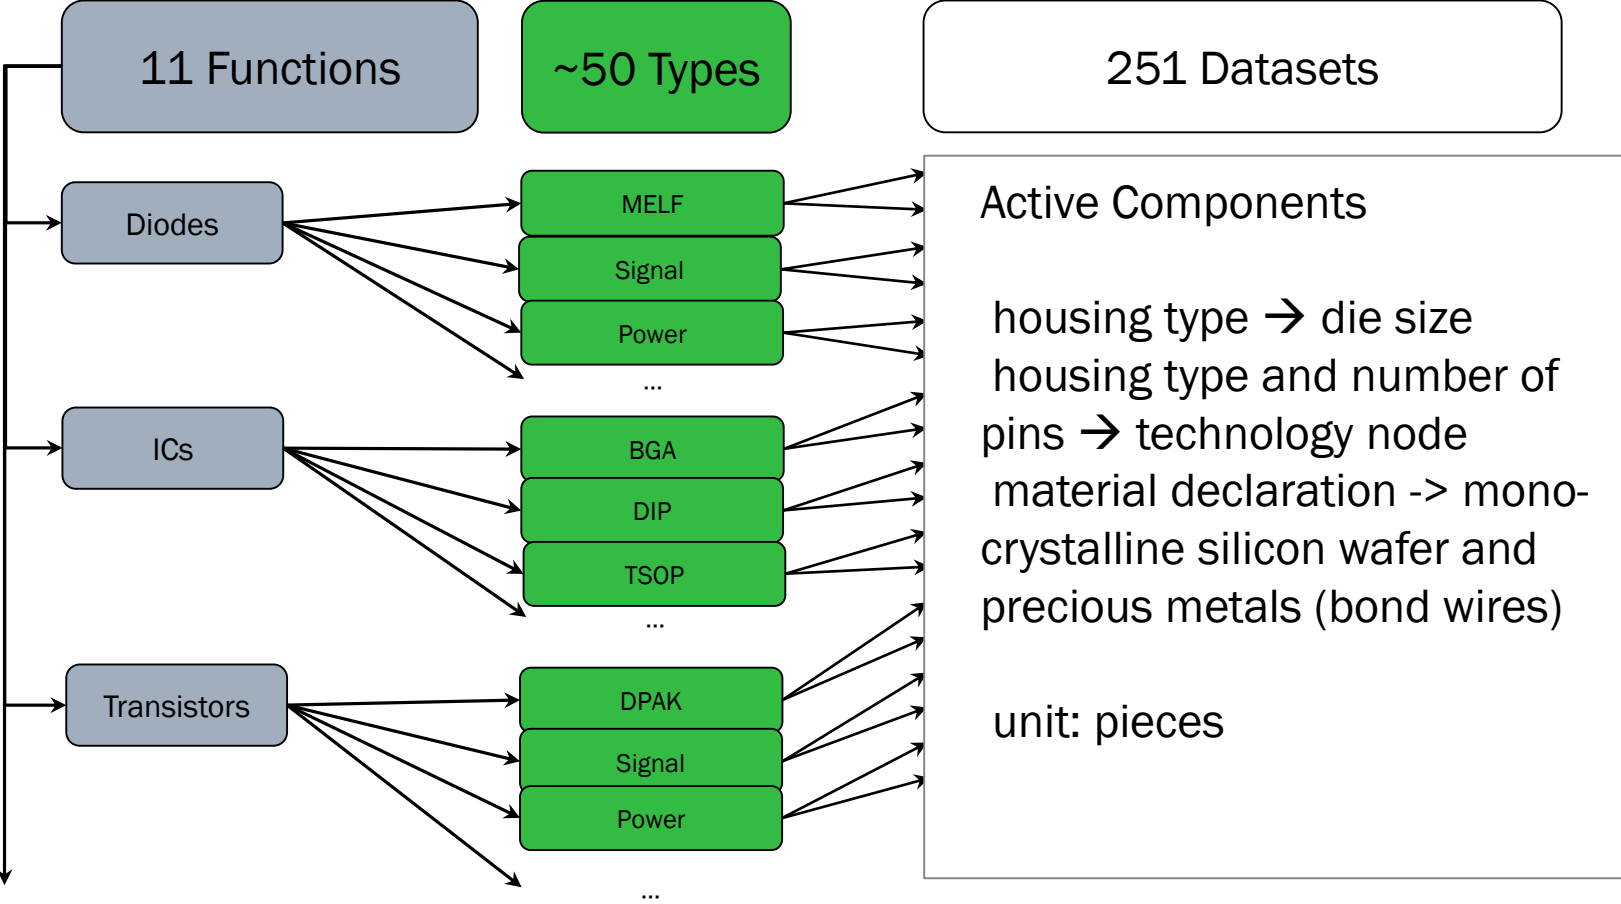 11 Functions
~50 Types
251 Datasets
Diodes
MELF
Signal
Power
...
ICs
BGA
DIP
TSOP
...
Transistors
DPAK
Signal
Power
...
Active Components
housing type → die size
housing type and number of
pins → technology node
material declaration -> mono-
crystalline silicon wafer and
precious metals (bond wires)
unit: pieces